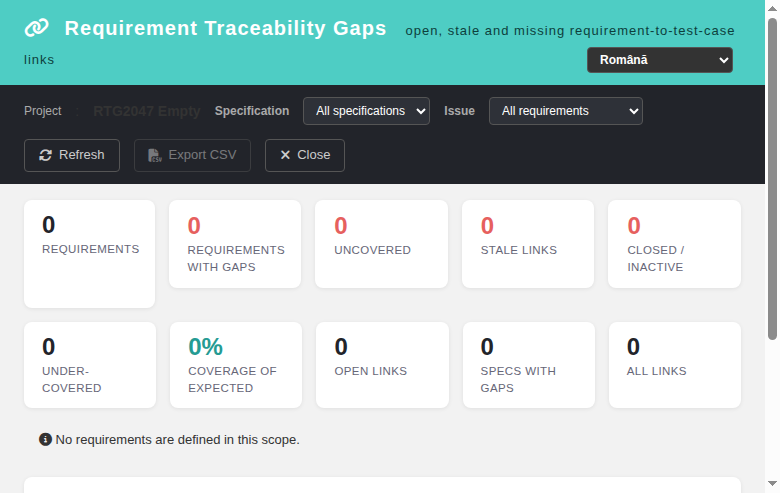 Requirement Traceability Gaps open, stale and missing requirement-to-test-case
links
Română
Project : RTG2047 Empty Specification All specifications Issue All requirements
Refresh Export CSV Close
0 0 0 0 0
REQUIREMENTS REQUIREMENTS UNCOVERED STALE LINKS CLOSED /
WITH GAPS INACTIVE
0 0% 0 0 0
UNDER- COVERAGE OF OPEN LINKS SPECS WITH ALL LINKS
COVERED EXPECTED GAPS
No requirements are defined in this scope.